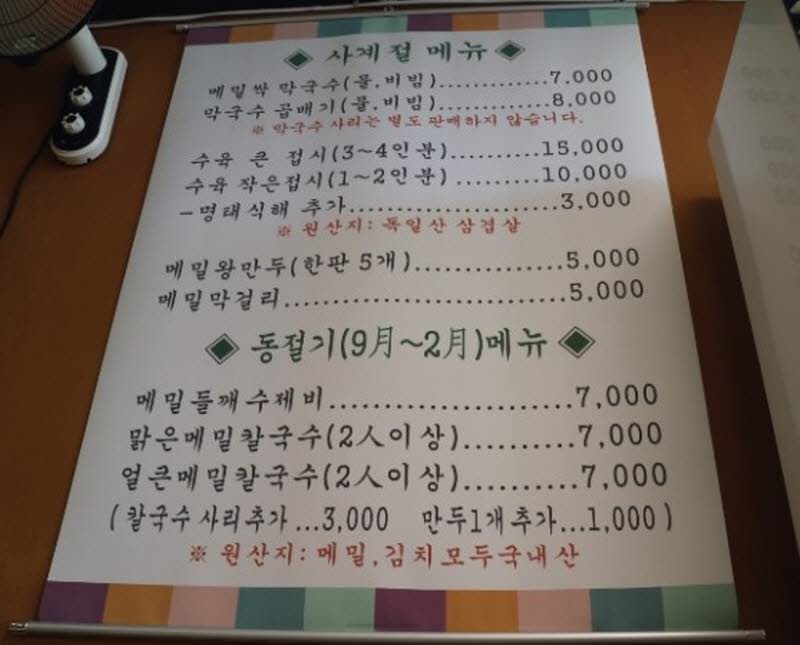 ◈ 사계절 메뉴 ◈
메밀싹 막국수(물,비빔).............7,000
막국수 곱배기(물,비빔).............8,000
※ 막국수 사리는 별도 판매하지 않습니다.
수육 큰 접시(3~4인분)..........15,000
수육 작은접시(1~2인분)..........10,000
-명태식해 추가........................3,000
※ 원산지: 독일산 삼겹살
메밀왕만두(한판 5개)................5,000
메밀막걸리................................5,000
◈ 동절기(9月~2月)메뉴 ◈
메밀들깨수제비.........................7,000
맑은메밀칼국수(2人이상)..........7,000
얼큰메밀칼국수(2人이상)..........7,000
(칼국수사리추가...3,000 만두1개추가...1,000)
※ 원산지: 메밀,김치모두국내산